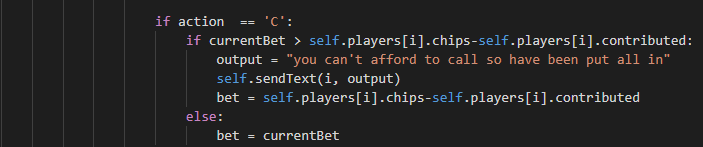 if action  == 'C':
    if currentBet > self.players[i].chips-self.players[i].contributed:
        output = "you can't afford to call so have been put all in"
        self.sendText(i, output)
        bet = self.players[i].chips-self.players[i].contributed
    else:
        bet = currentBet